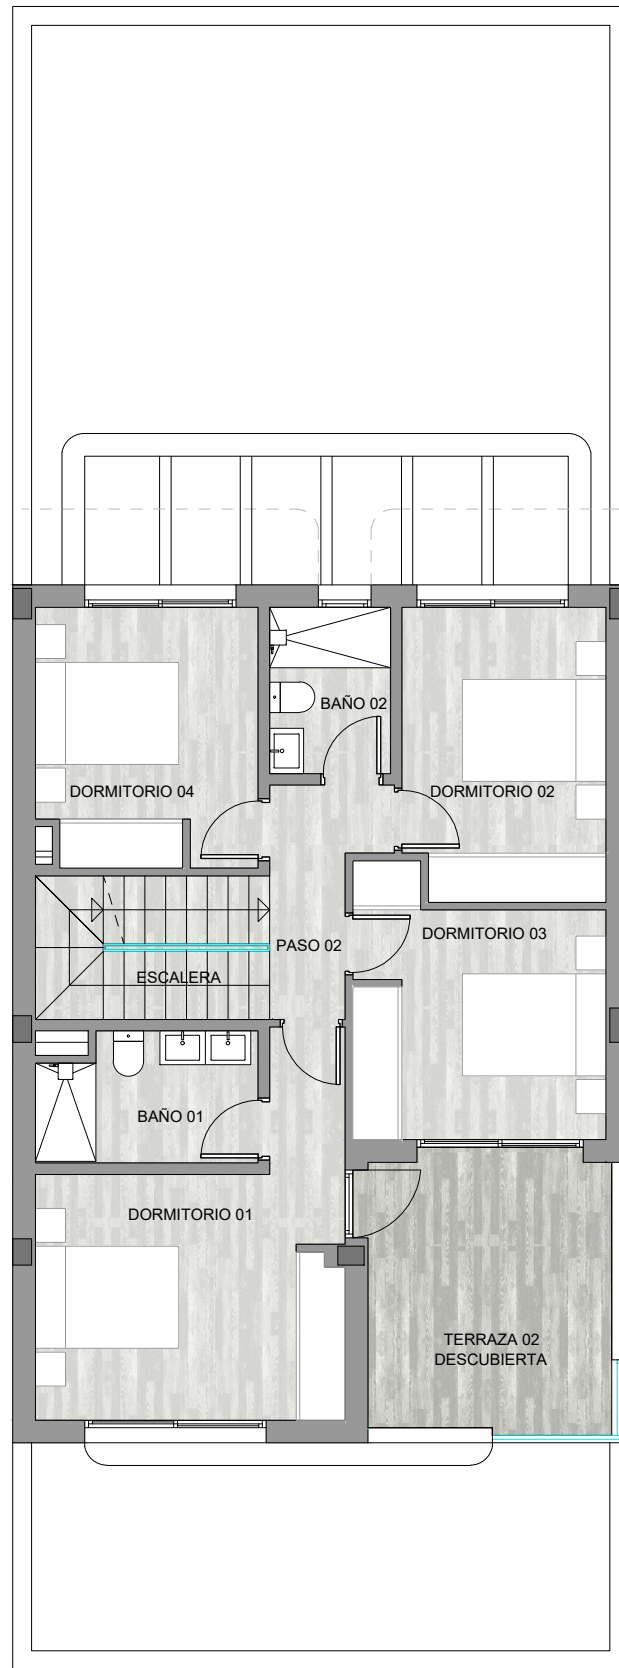 BAÑO 02
DORMITORIO 04
DORMITORIO 02
DORMITORIO 03
PASO 02
ESCALERA
BAÑO 01
DORMITORIO 01
TERRAZA 02
DESCUBIERTA